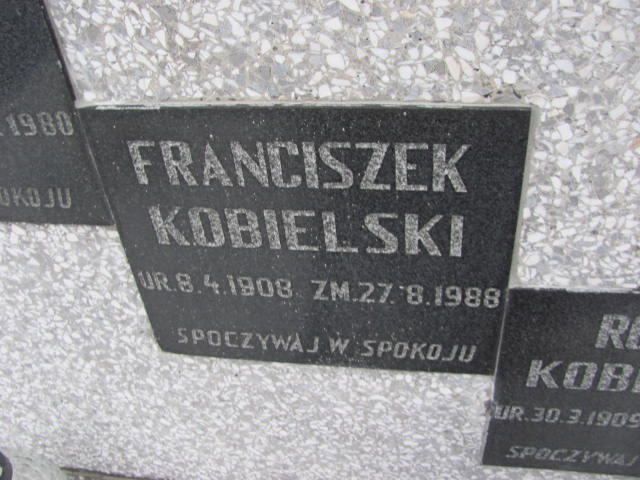 1980
OKOJU
FRANCISZEK
KOBIELSKI
UR.8.4.1908 ZM.27.8.1988
SPOCZYWAJ W SPOKOJU
KOBI
UR.30.3.1909
SPOCZYWAJ